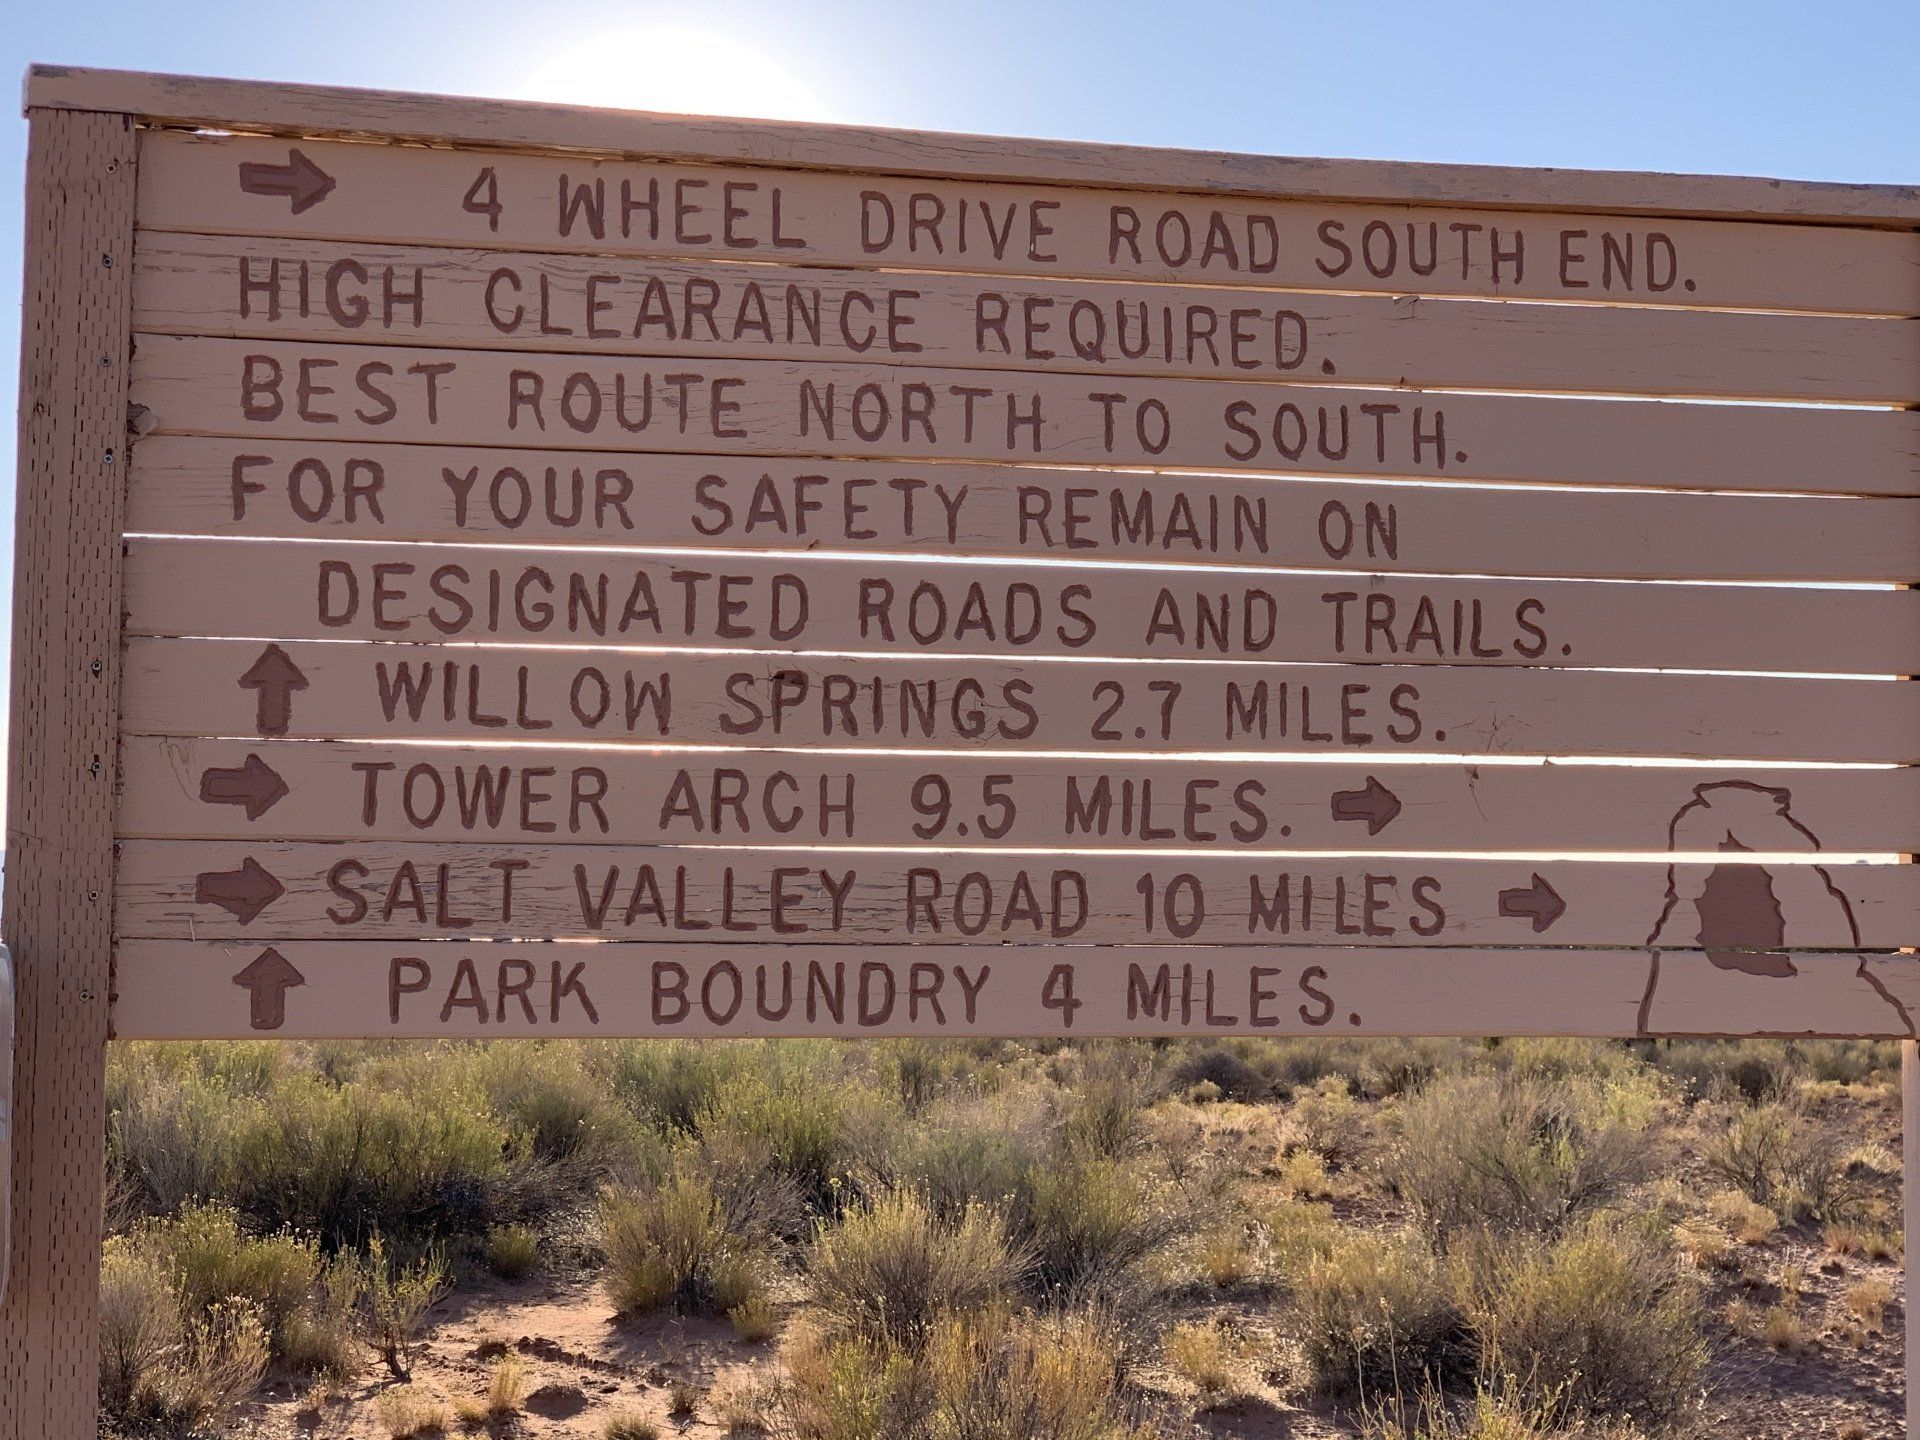 4 WHEEL DRIVE ROAD SOUTH END.
HIGH CLEARANCE REQUIRED.
BEST ROUTE NORTH TO SOUTH.
FOR YOUR SAFETY REMAIN ON
DESIGNATED ROADS AND TRAILS.
WILLOW SPRINGS 2.7 MILES.
TOWER ARCH 9.5 MILES.
SALT VALLEY ROAD 10 MILES
PARK BOUNDRY 4 MILES.